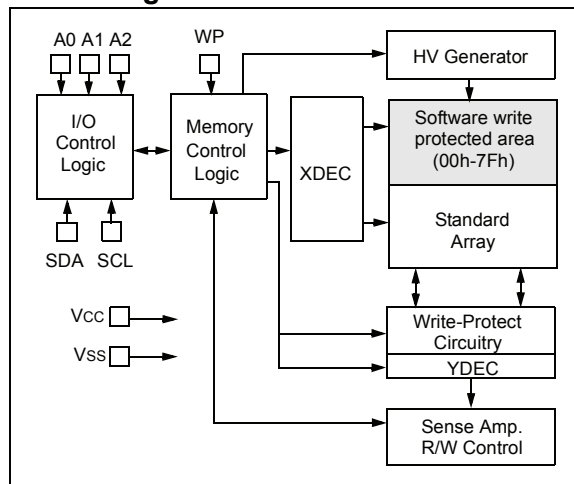 A0 A1 A2
WP
HV Generator
I/O
Control
Logic
Memory
Control
Logic
XDEC
Software write
protected area
(00h-7Fh)
Standard
Array
SDA SCL
VCC
VSS
Write-Protect
Circuitry
YDEC
Sense Amp.
R/W Control